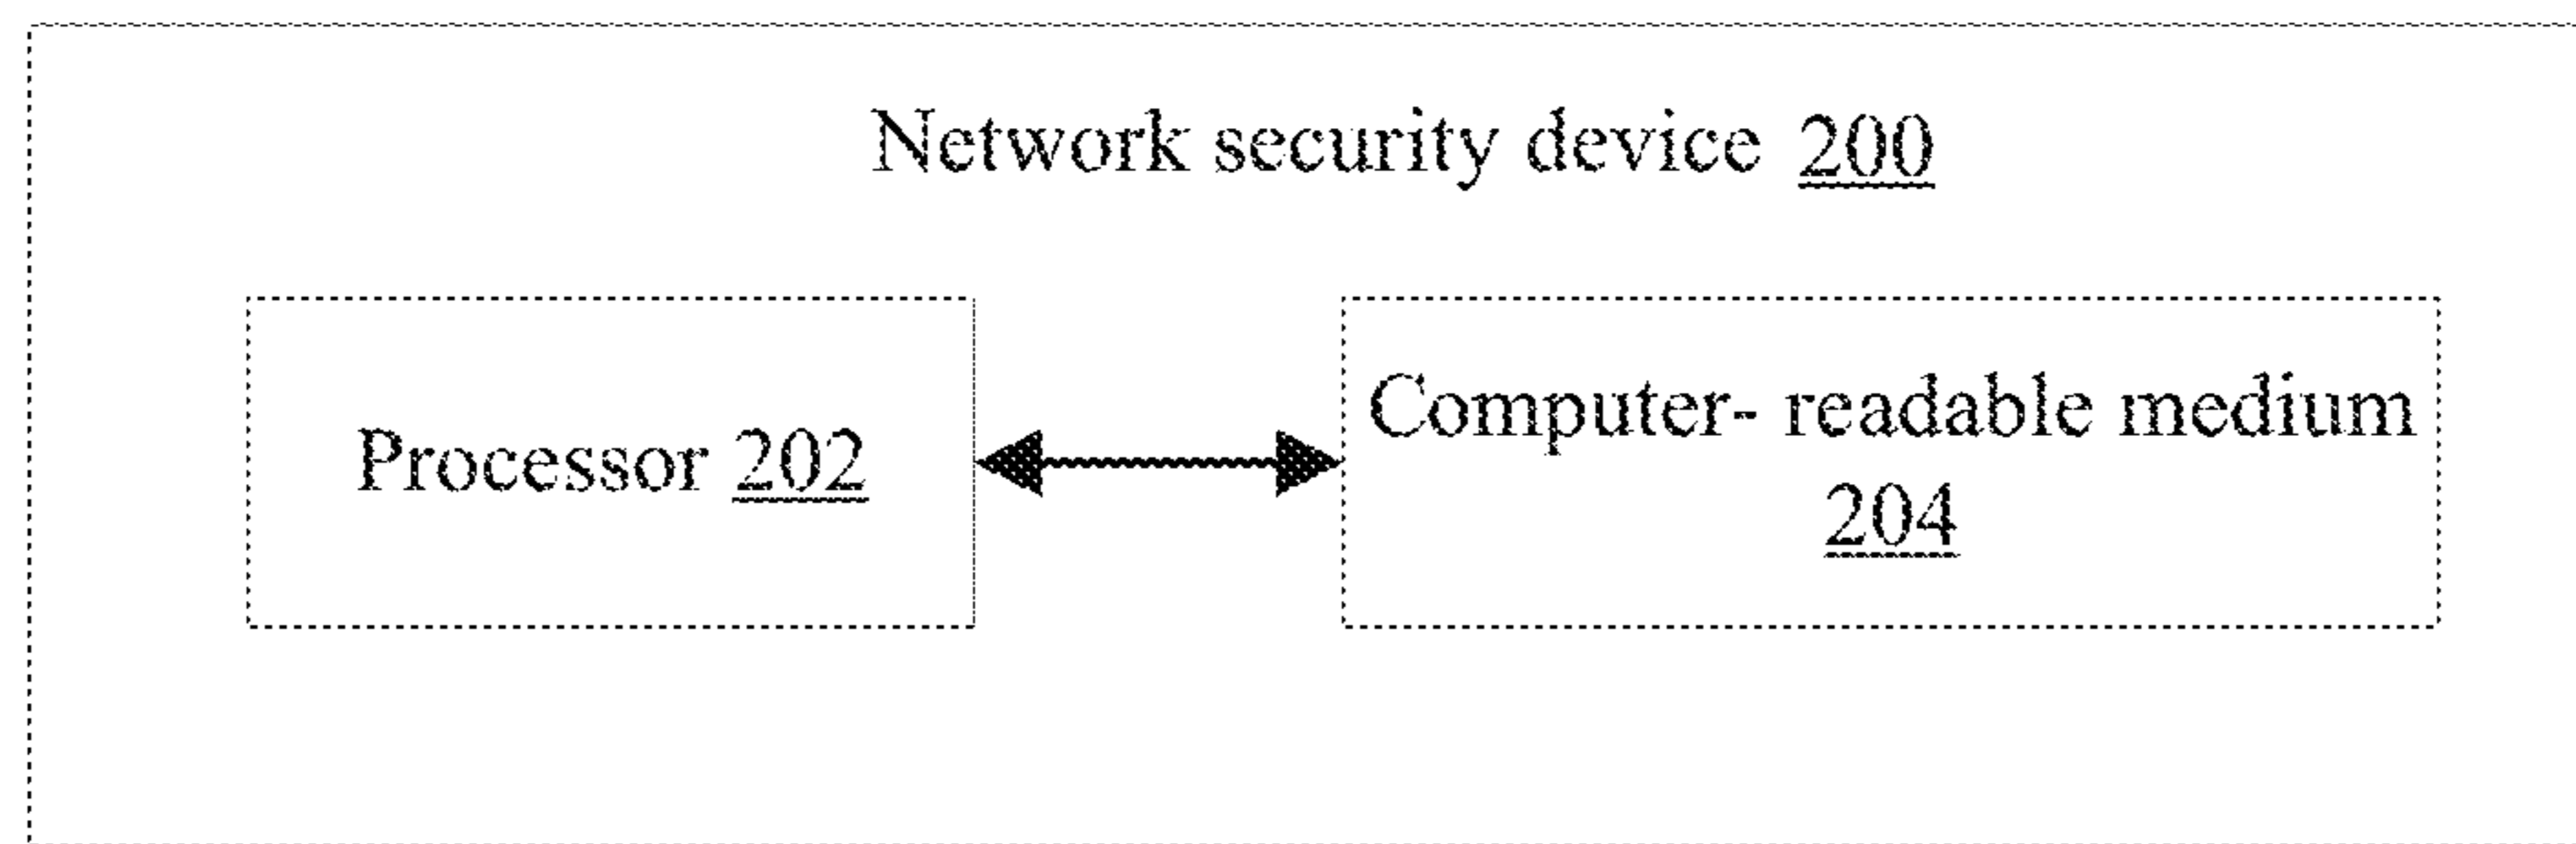 Network security device 200
Processor 202
Computer- readable medium
204